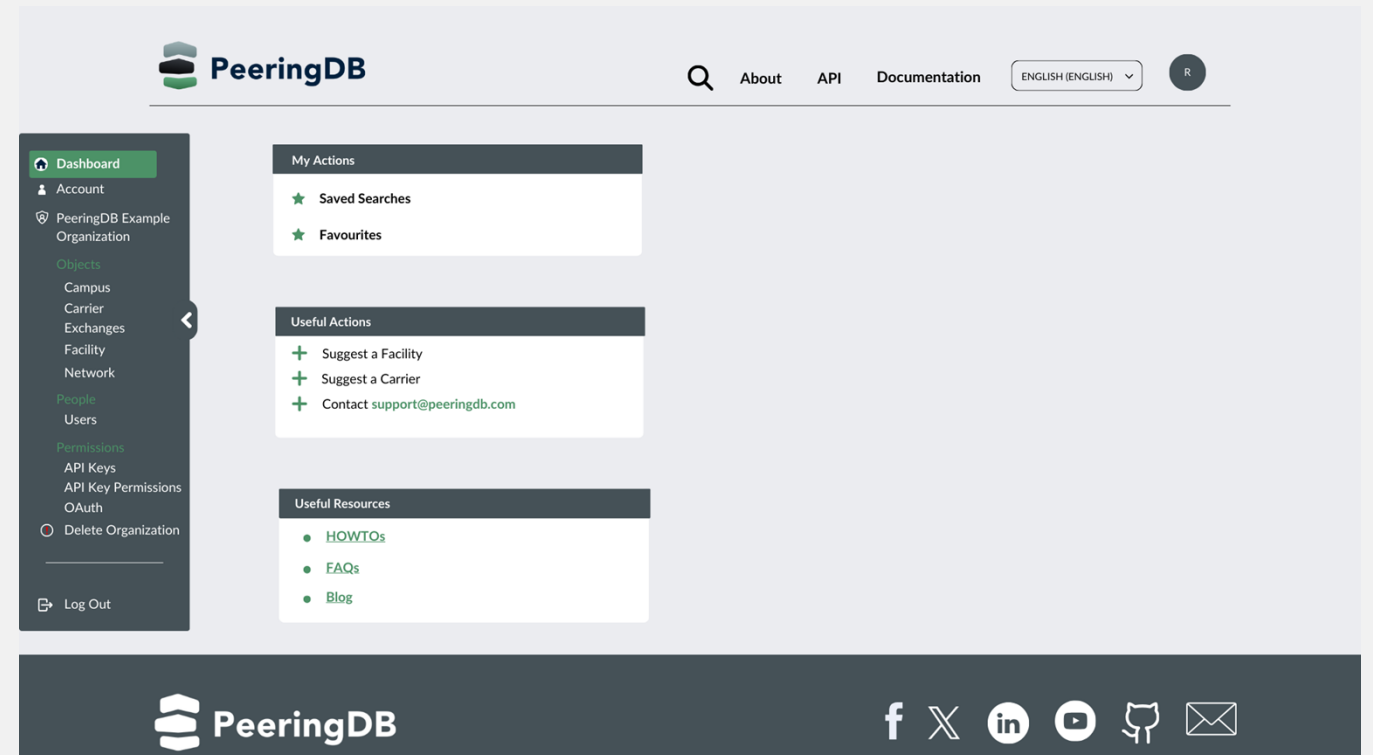 PeeringDB
About API Documentation ENGLISH (ENGLISH) R
Dashboard
Account
PeeringDB Example
Organization
Objects
Campus
Carrier
Exchanges
Facility
Network
People
Users
Permissions
API Keys
API Key Permissions
OAuth
Delete Organization
Log Out
My Actions
Saved Searches
Favourites
Useful Actions
Suggest a Facility
Suggest a Carrier
Contact support@peeringdb.com
Useful Resources
HOWTOs
FAQs
Blog
PeeringDB